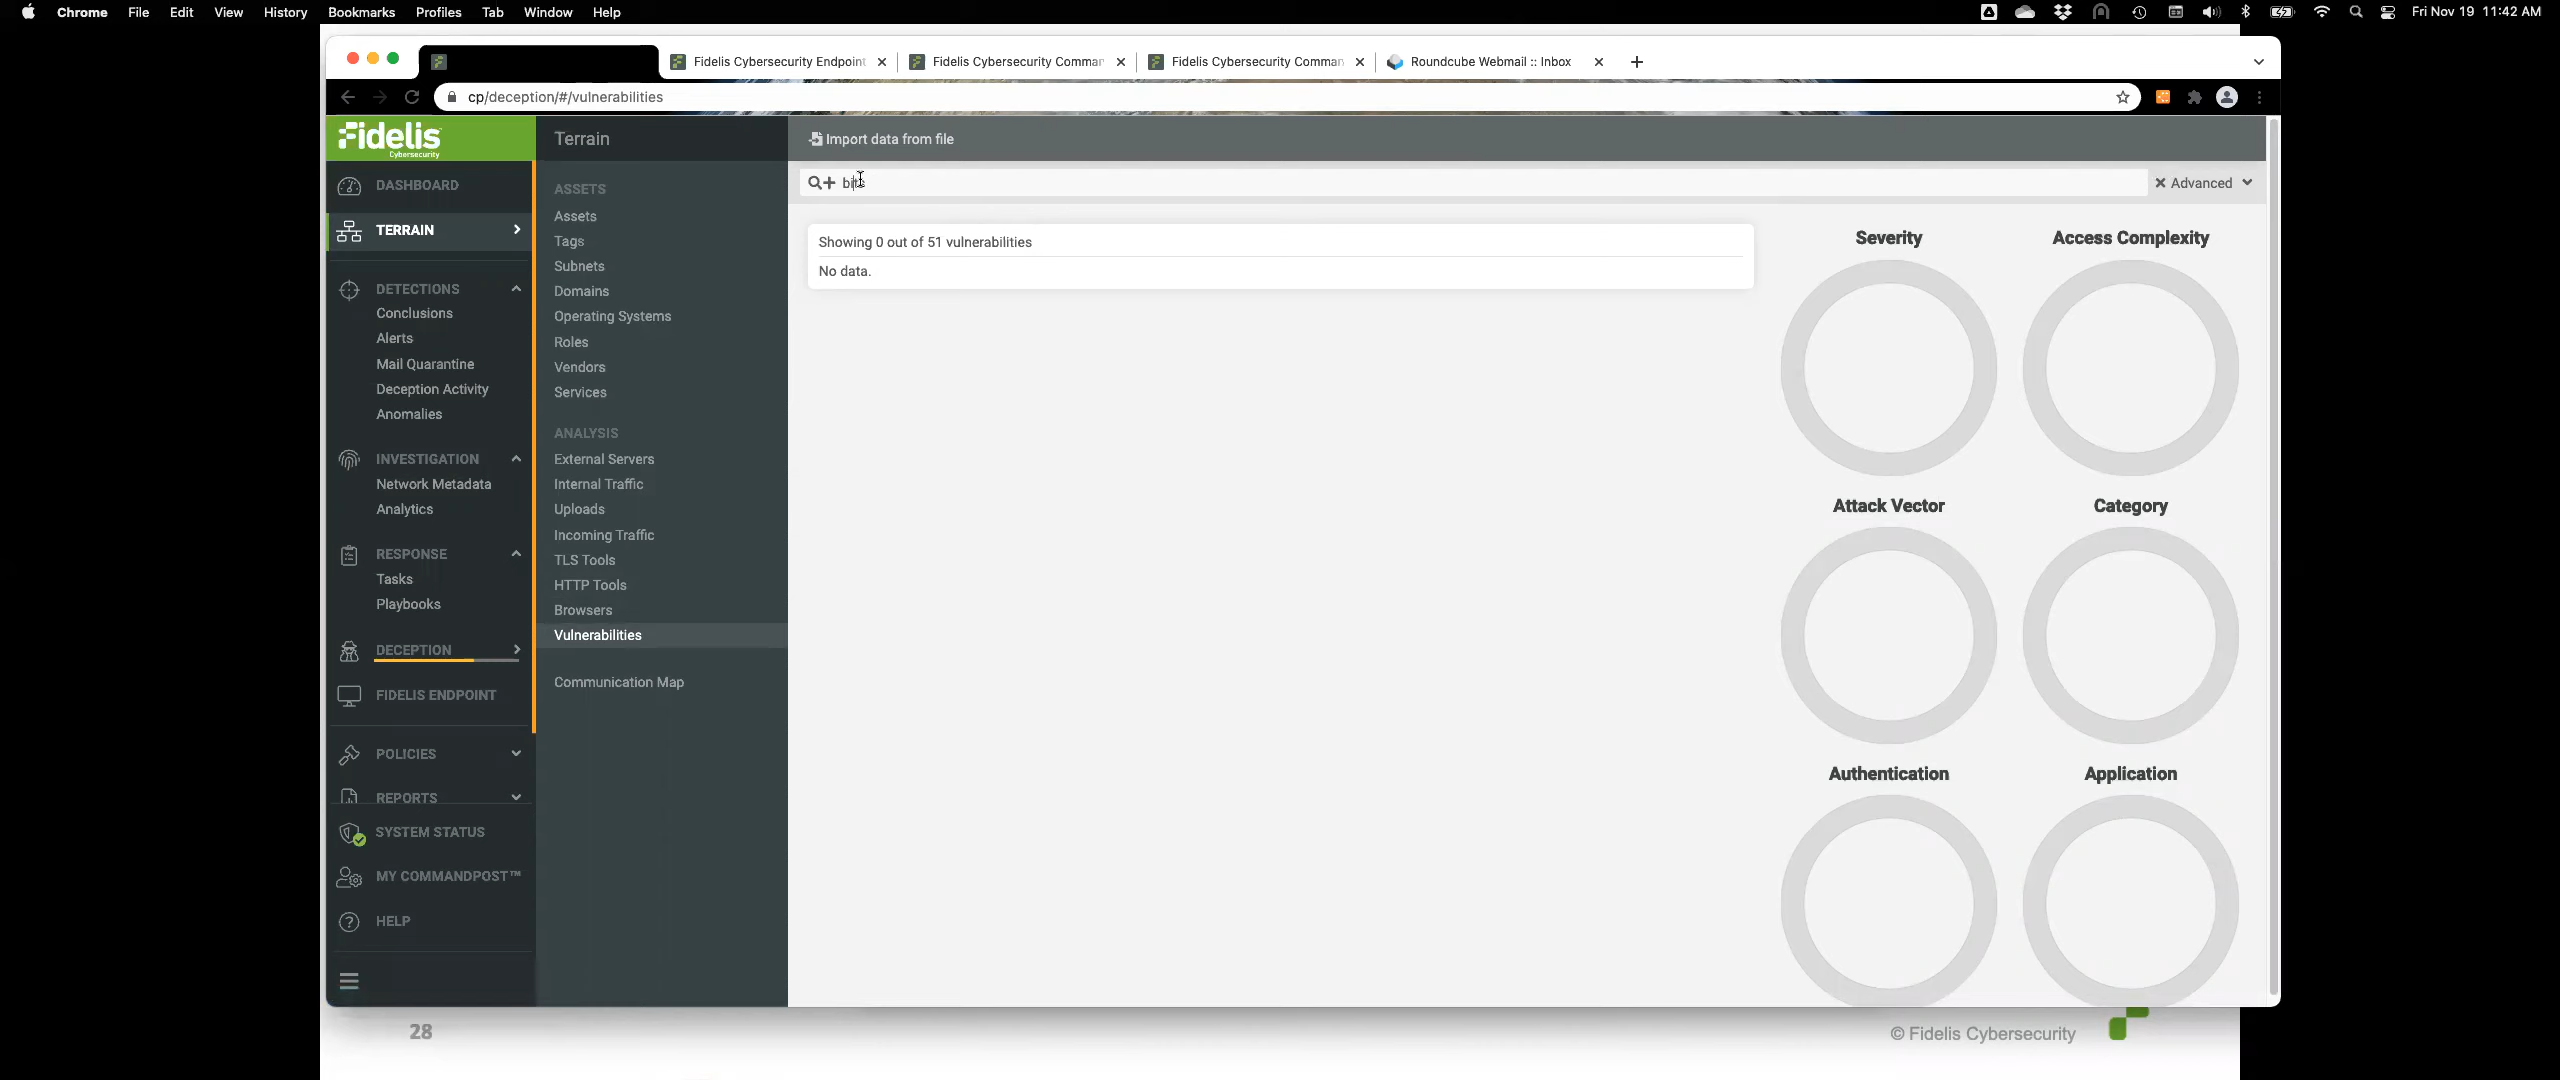 Chrome File Edit View History Bookmarks Profiles Tab Window Help Fri Nov 19 11:42 AM
Fidelis Cybersecurity Endpoint
Fidelis Cybersecurity Comman
Fidelis Cybersecurity Comman
Roundcube Webmail :: Inbox
cp/deception/#/vulnerabilities
Fidelis
Cybersecurity
DASHBOARD
TERRAIN
DETECTIONS
Conclusions
Alerts
Mail Quarantine
Deception Activity
Anomalies
INVESTIGATION
Network Metadata
Analytics
RESPONSE
Tasks
Playbooks
DECEPTION
FIDELIS ENDPOINT
POLICIES
REPORTS
SYSTEM STATUS
MY COMMANDPOST™
HELP
Terrain
ASSETS
Assets
Tags
Subnets
Domains
Operating Systems
Roles
Vendors
Services
ANALYSIS
External Servers
Internal Traffic
Uploads
Incoming Traffic
TLS Tools
HTTP Tools
Browsers
Vulnerabilities
Communication Map
Import data from file
Advanced
Showing 0 out of 51 vulnerabilities
No data.
Severity
Access Complexity
Attack Vector
Category
Authentication
Application
28
© Fidelis Cybersecurity